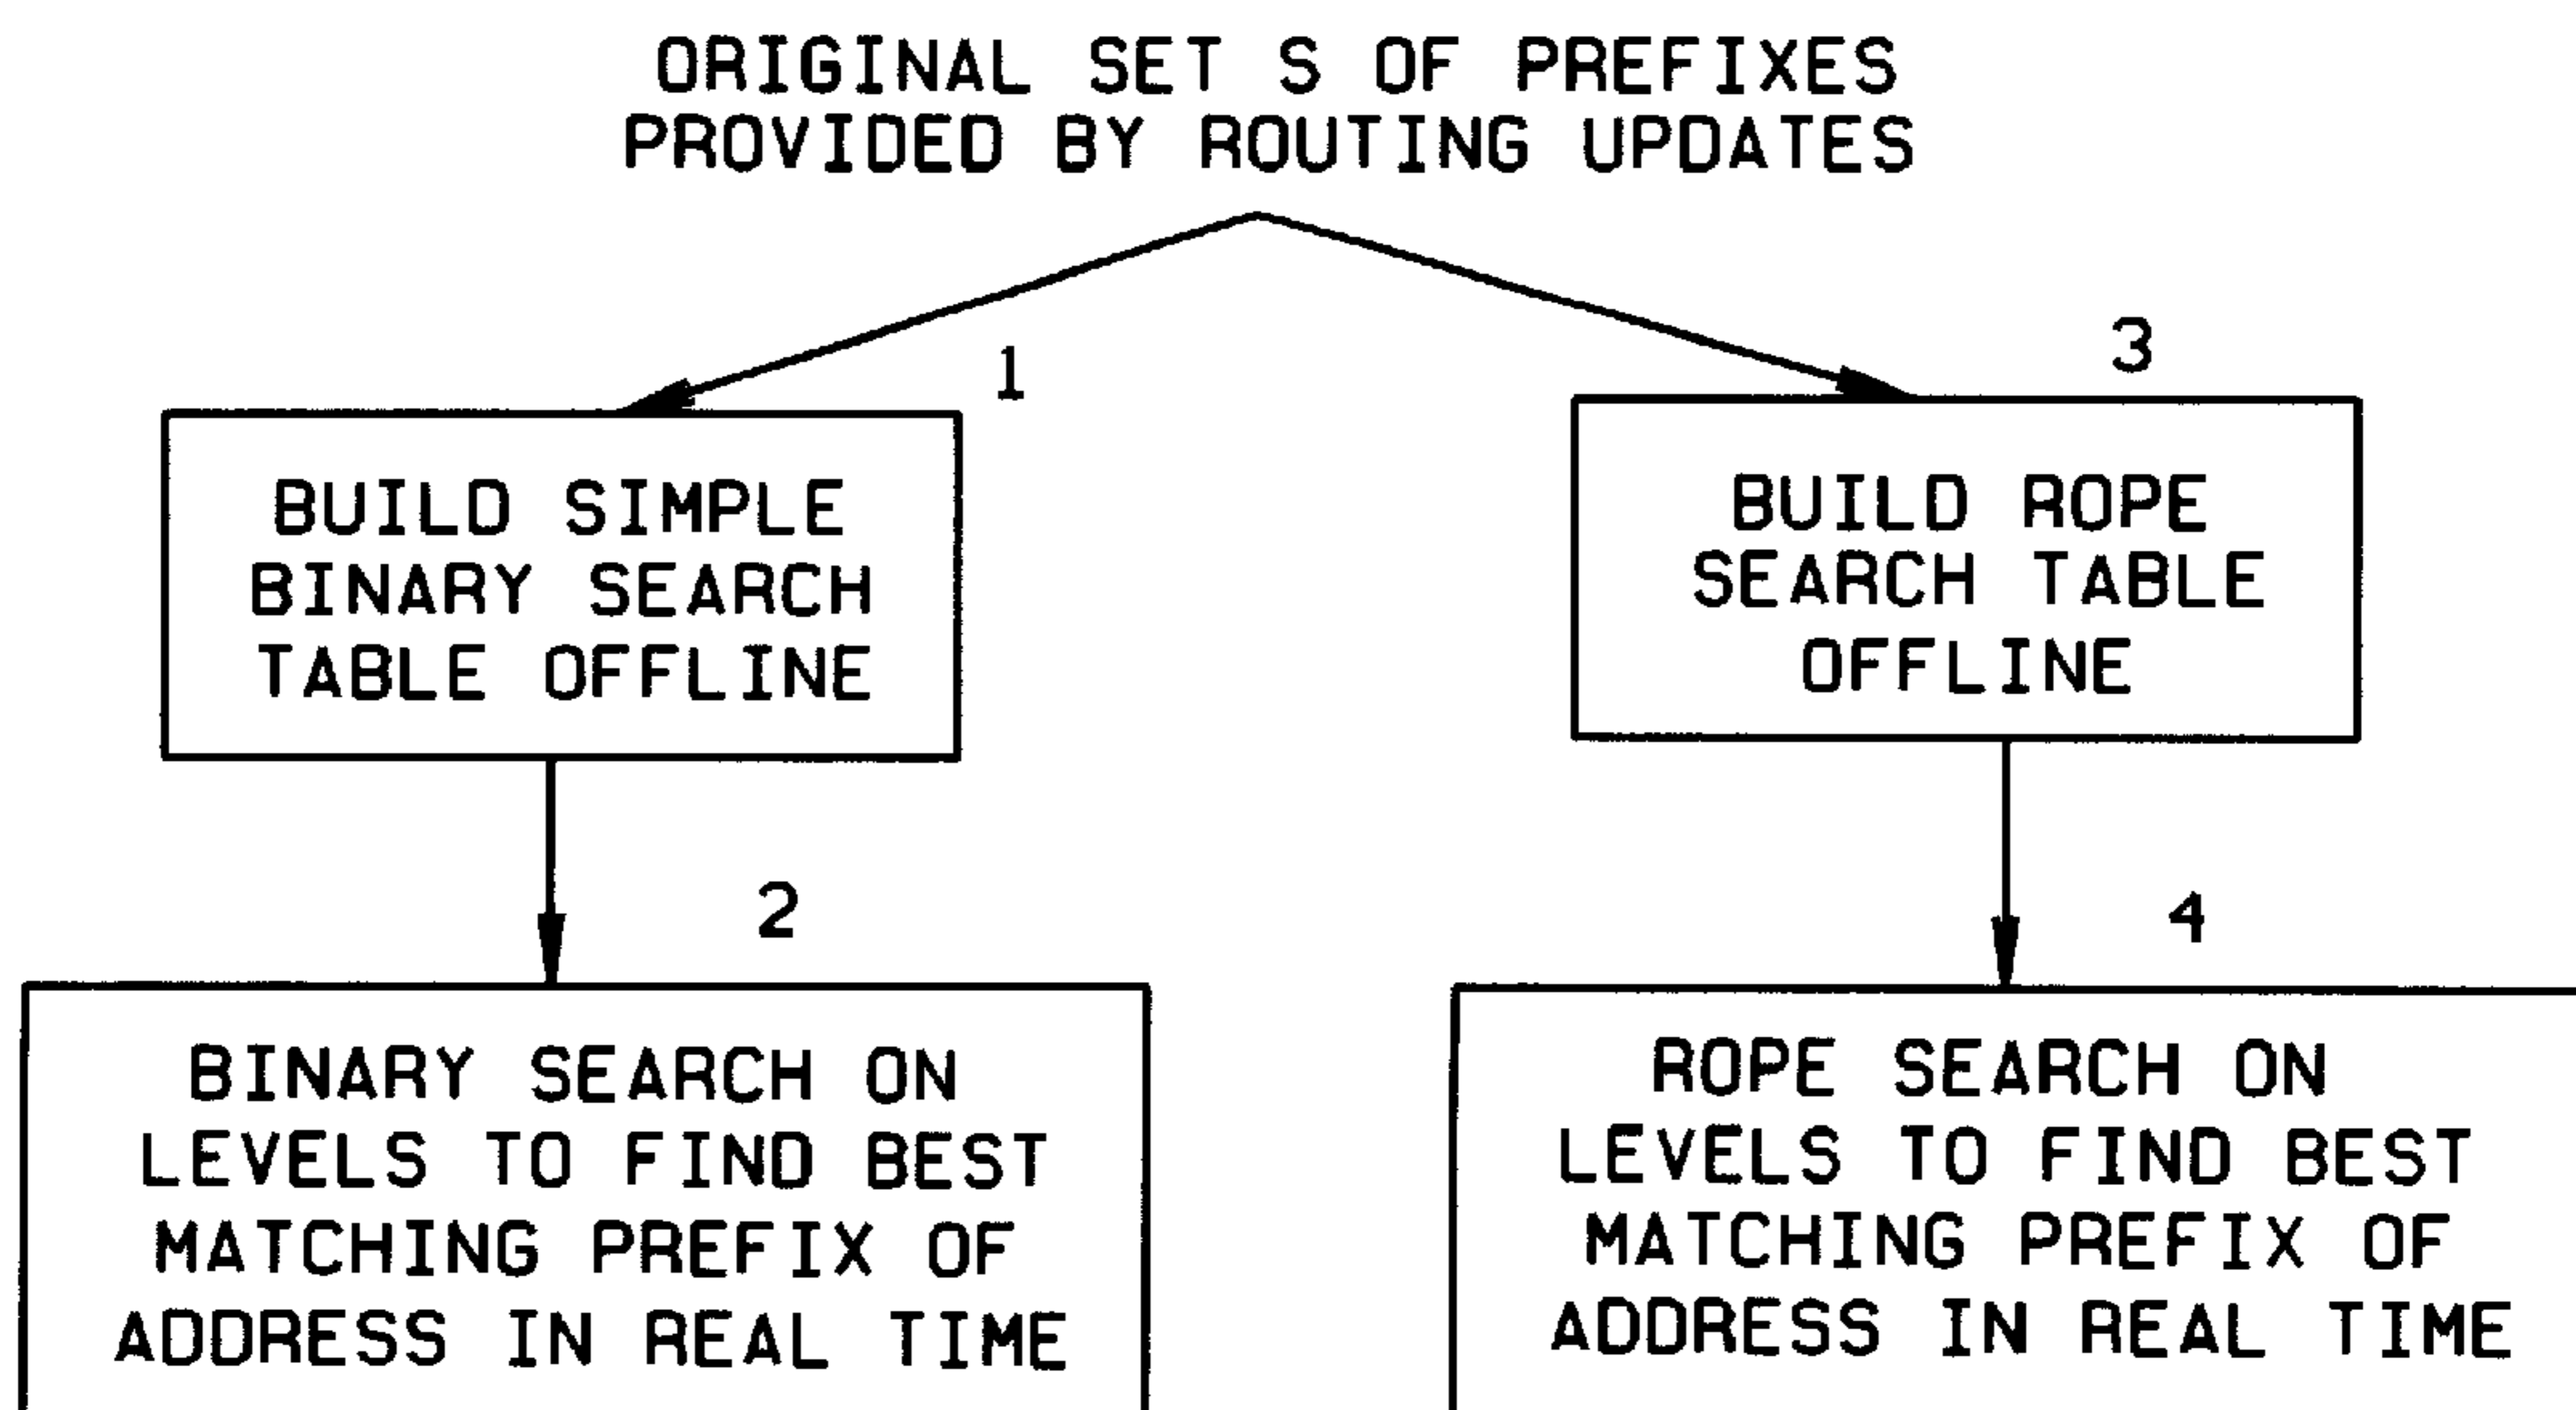 ORIGINAL SET S OF PREFIXES
PROVIDED BY ROUTING UPDATES
1
BUILD SIMPLE
BINARY SEARCH
TABLE OFFLINE
2
BINARY SEARCH ON
LEVELS TO FIND BEST
MATCHING PREFIX OF
ADDRESS IN REAL TIME
3
BUILD ROPE
SEARCH TABLE
OFFLINE
4
ROPE SEARCH ON
LEVELS TO FIND BEST
MATCHING PREFIX OF
ADDRESS IN REAL TIME